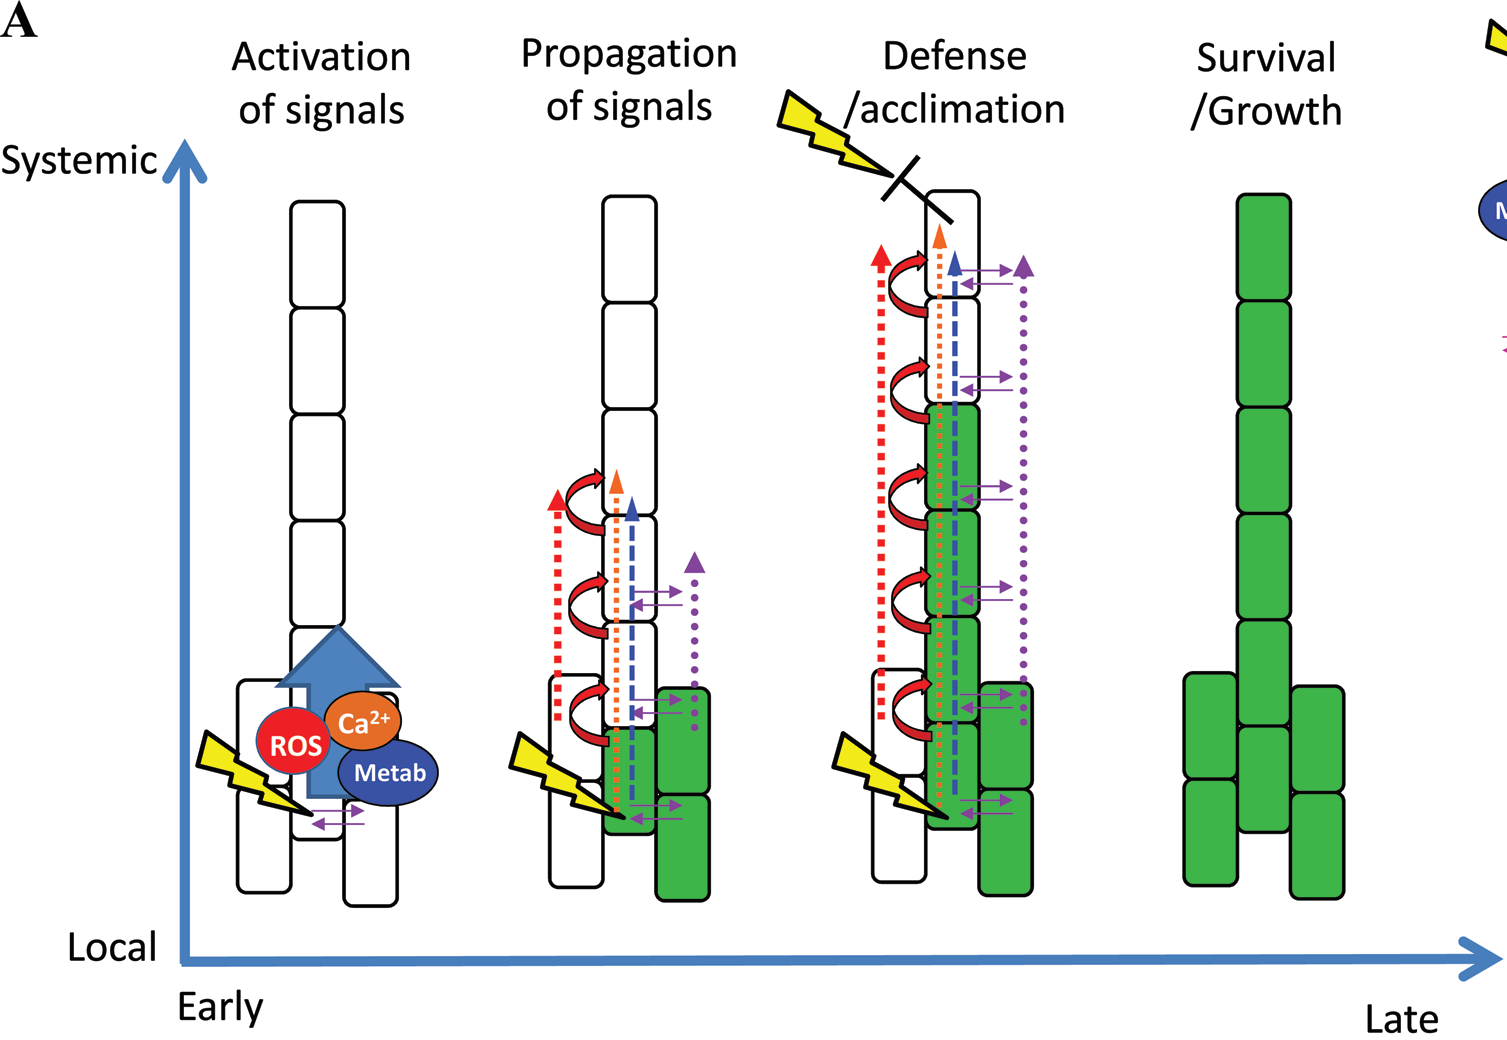 A
Activation
of signals
Propagation
of signals
Defense
/acclimation
Survival
/Growth
Systemic
ROS
Ca²⁺
Metab
Local
Early
Late